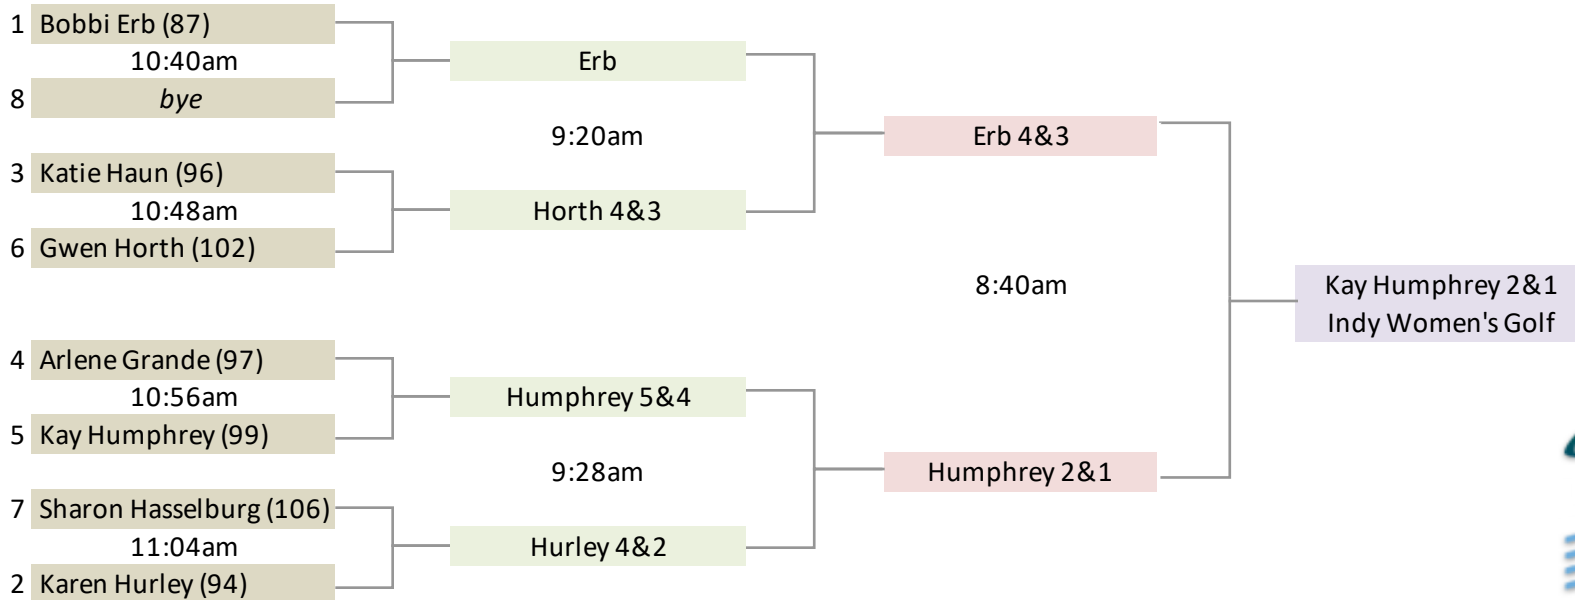 1 Bobbi Erb (87)
10:40am
8 bye
3 Katie Haun (96)
10:48am
6 Gwen Horth (102)
4 Arlene Grande (97)
10:56am
5 Kay Humphrey (99)
7 Sharon Hasselburg (106)
11:04am
2 Karen Hurley (94)
Erb
9:20am
Horth 4&3
Humphrey 5&4
9:28am
Hurley 4&2
Erb 4&3
8:40am
Humphrey 2&1
Kay Humphrey 2&1
Indy Women's Golf